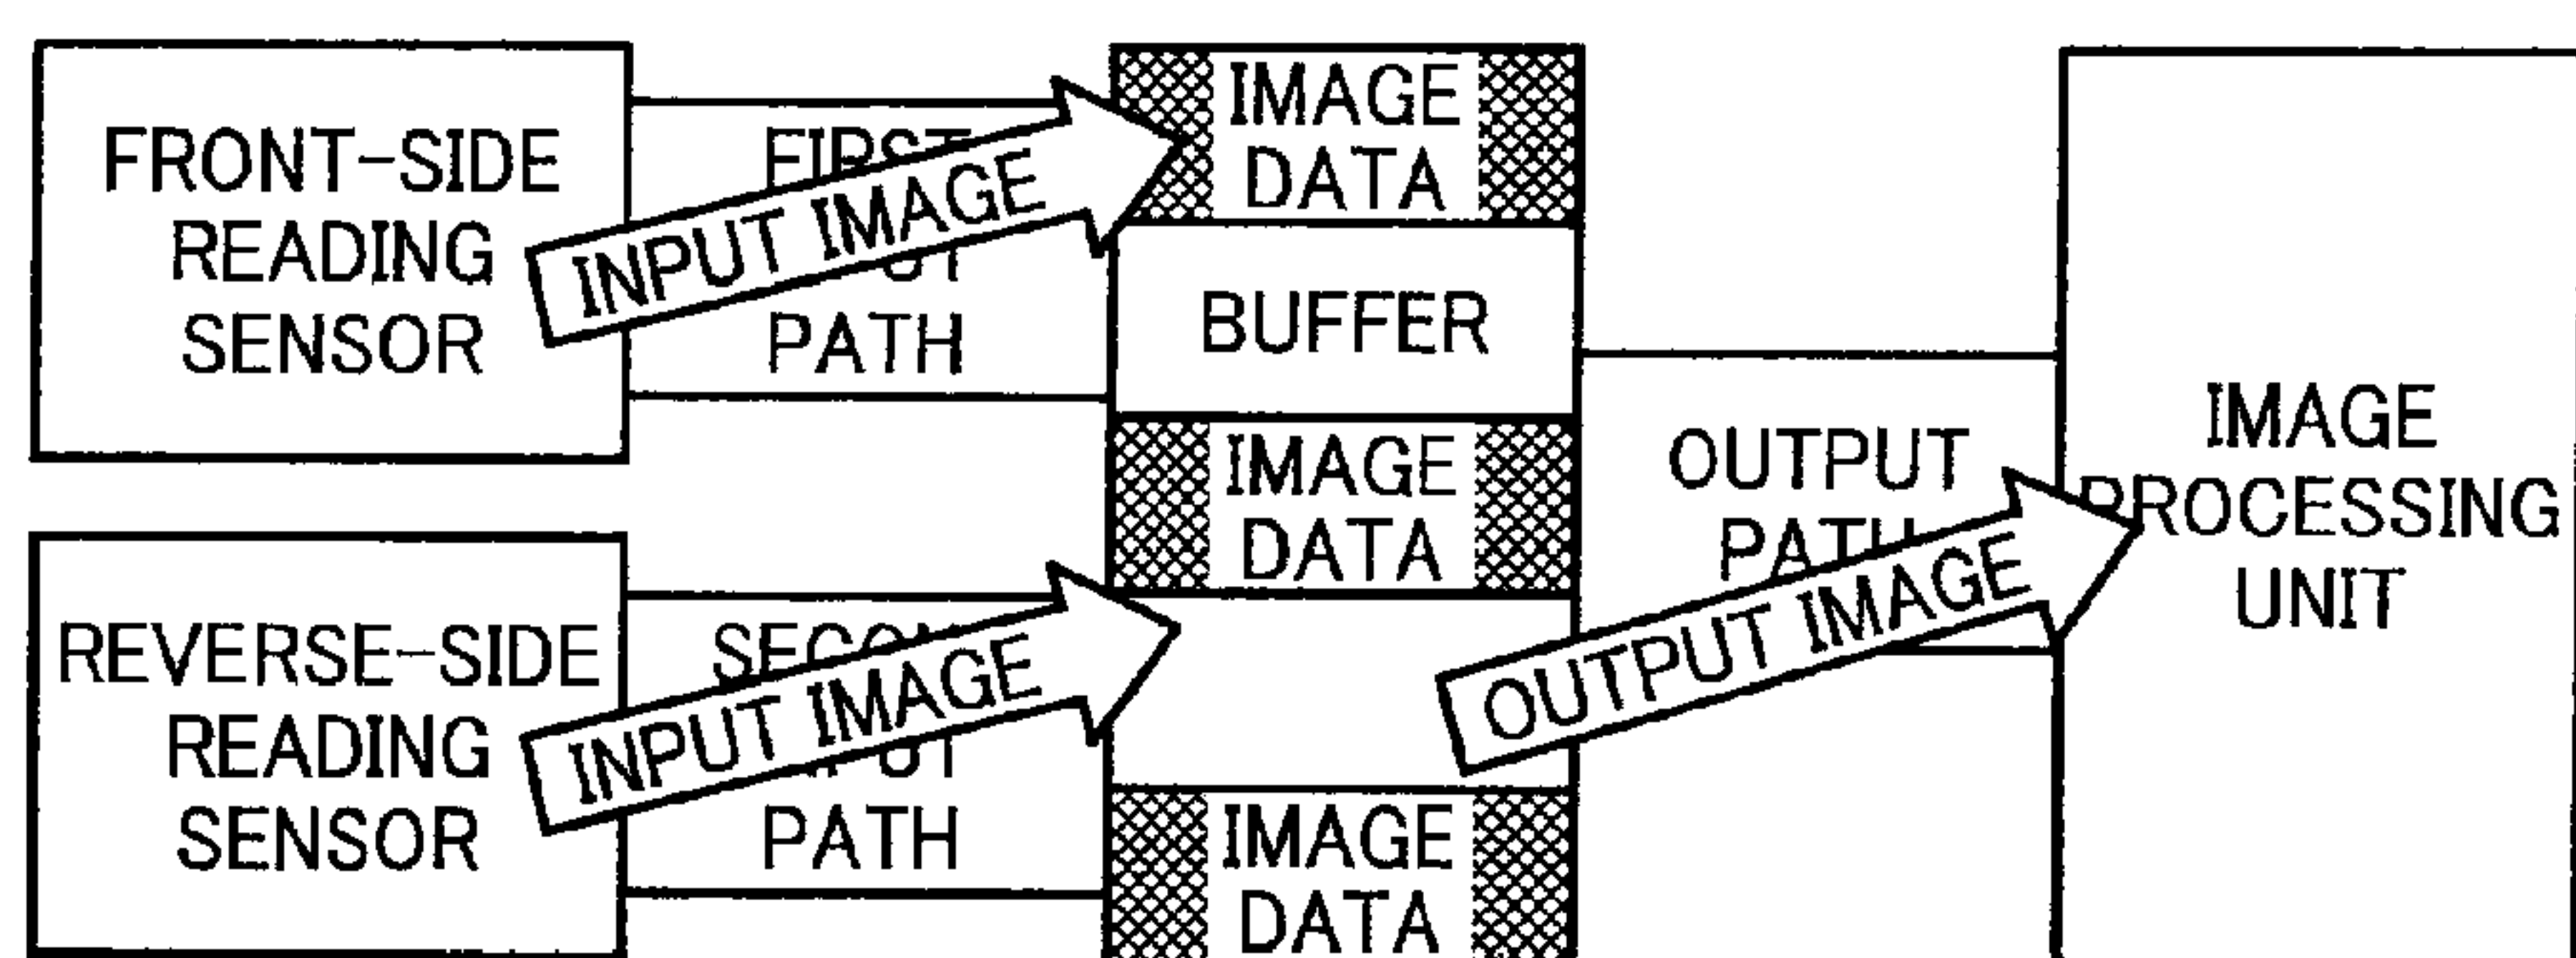 FRONT-SIDE
READING
SENSOR
INPUT IMAGE
PATH
IMAGE
DATA
BUFFER
IMAGE
DATA
OUTPUT
PATH
OUTPUT IMAGE
IMAGE
PROCESSING
UNIT
REVERSE-SIDE
READING
SENSOR
INPUT IMAGE
PATH
IMAGE
DATA